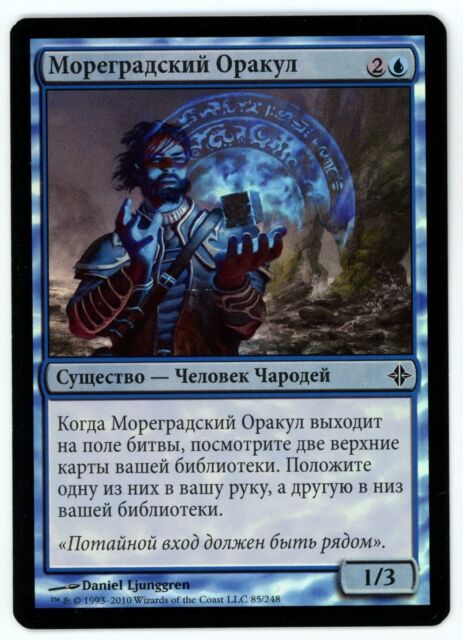 Мореградский Оракул 2
Существо — Человек Чародей
Когда Мореградский Оракул выходит
на поле битвы, посмотрите две верхние
карты вашей библиотеки. Положите
одну из них в вашу руку, а другую в низ
вашей библиотеки.
«Потайной вход должен быть рядом».
Daniel Ljunggren
™ & © 1993–2010 Wizards of the Coast LLC 85/248
1/3